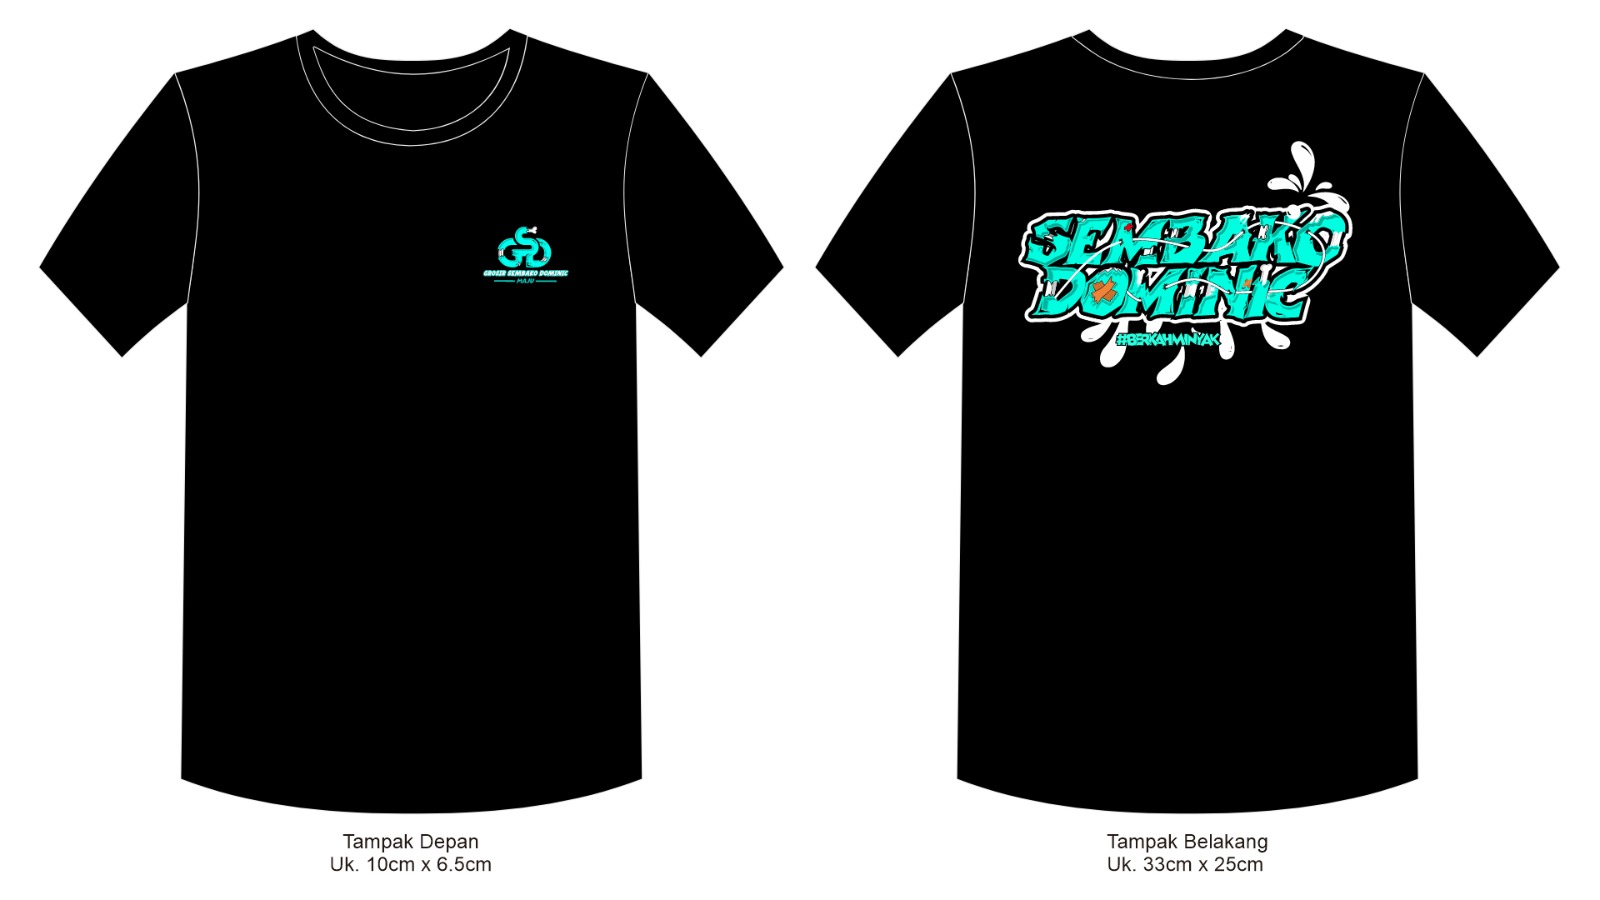 GSD
GROSIR SEMBAKO DOMINIC
MAJU
SEMBAKO
DOMINIC
#BERKAHMINYAK
Tampak Depan
Uk. 10cm x 6.5cm
Tampak Belakang
Uk. 33cm x 25cm